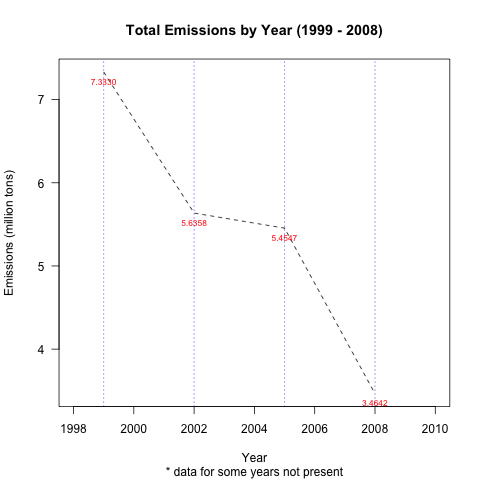 Total Emissions by Year (1999 - 2008)
Emissions (million tons)
7
6
5
4
7.3330
5.6358
5.4547
3.4642
1998 2000 2002 2004 2006 2008 2010
Year
* data for some years not present